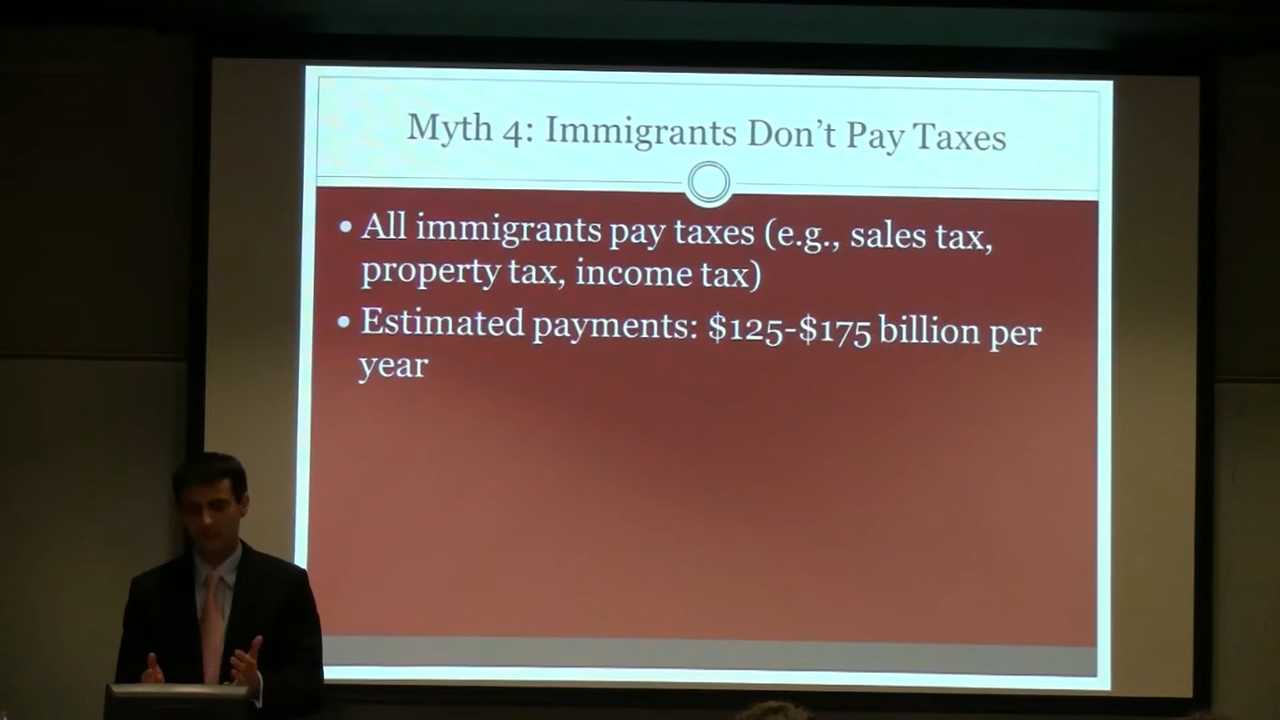 Myth 4: Immigrants Don't Pay Taxes
• All immigrants pay taxes (e.g., sales tax,
property tax, income tax)
• Estimated payments: $125-$175 billion per
year